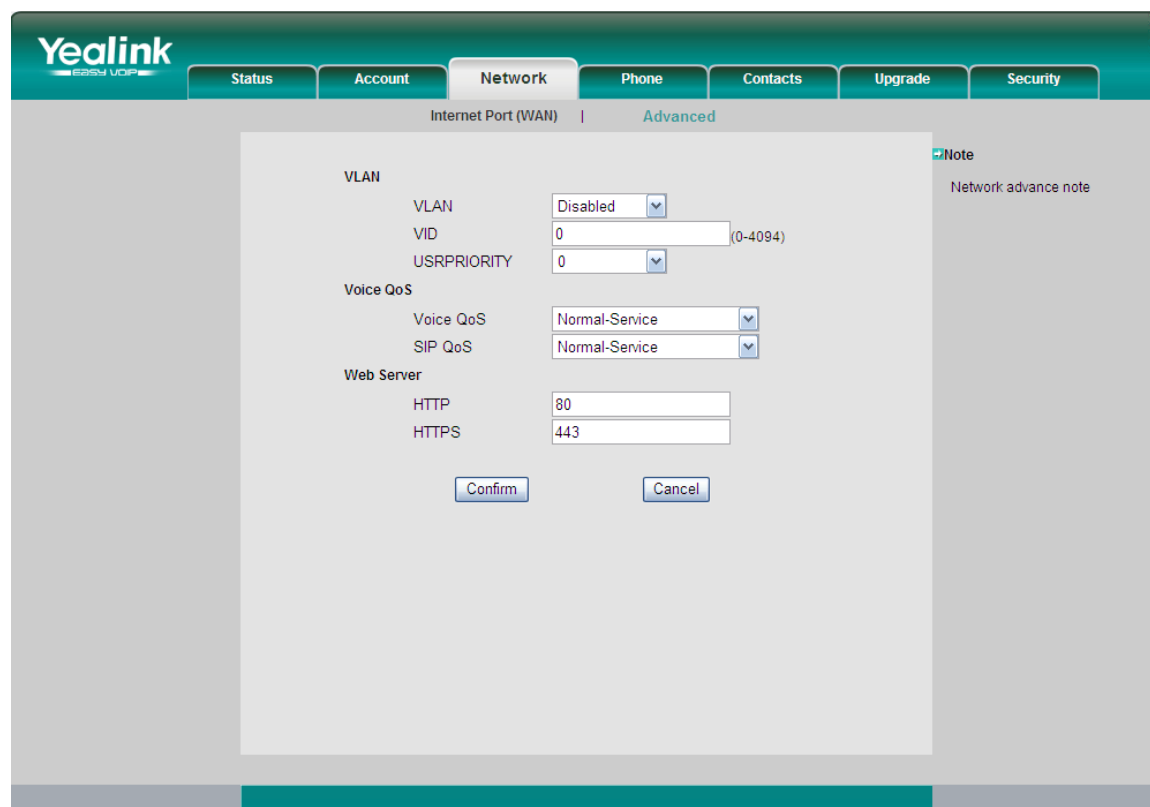 Yealink
EASY VOIP
Status Account Network Phone Contacts Upgrade Security
Internet Port (WAN) | Advanced
Note
Network advance note
VLAN
VLAN Disabled
VID 0 (0-4094)
USRPRIORITY 0
Voice QoS
Voice QoS Normal-Service
SIP QoS Normal-Service
Web Server
HTTP 80
HTTPS 443
Confirm Cancel